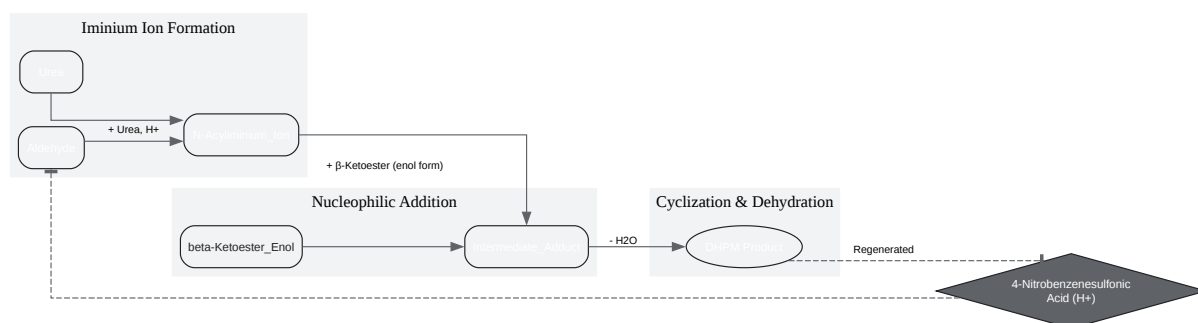 Iminium Ion Formation
Urea
+ Urea, H+
Aldehyde
N-Acyliminium_Ion
+ β-Ketoester (enol form)
Nucleophilic Addition
beta-Ketoester_Enol
Intermediate_Adduct
- H2O
Cyclization & Dehydration
DHPM Product
Regenerated
4-Nitrobenzenesulfonic
Acid (H+)